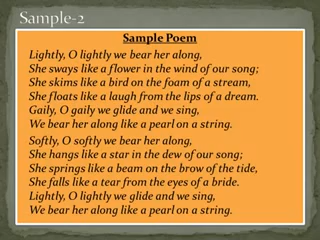 Sample-2
Sample Poem
Lightly, O lightly we bear her along,
She sways like a flower in the wind of our song;
She skims like a bird on the foam of a stream,
She floats like a laugh from the lips of a dream.
Gaily, O gaily we glide and we sing,
We bear her along like a pearl on a string.
Softly, O softly we bear her along,
She hangs like a star in the dew of our song;
She springs like a beam on the brow of the tide,
She falls like a tear from the eyes of a bride.
Lightly, O lightly we glide and we sing,
We bear her along like a pearl on a string.